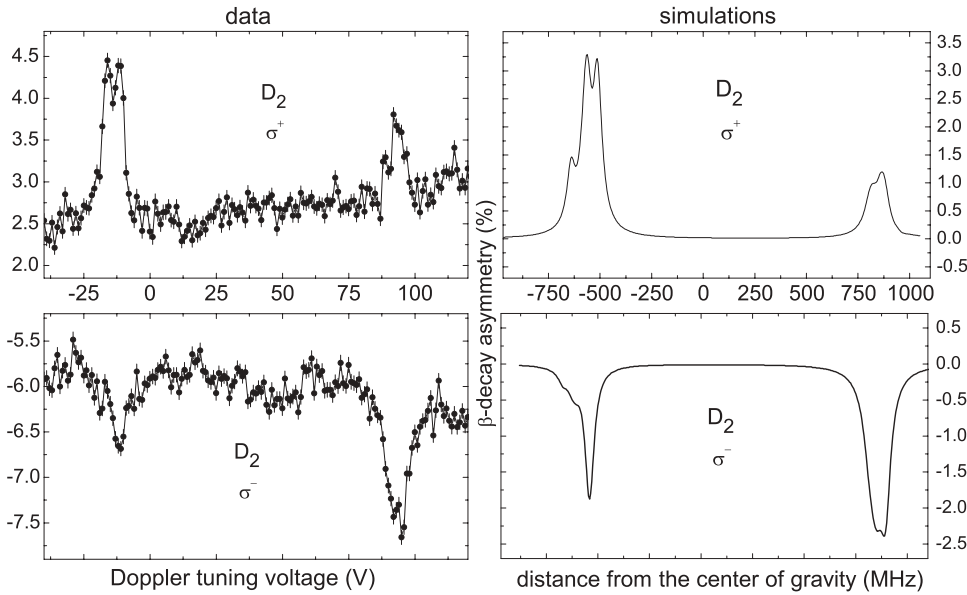 data
simulations
4.5
4.0
3.5
3.0
2.5
2.0
D2
σ+
-25 0 25 50 75 100
3.5
3.0
2.5
2.0
1.5
1.0
0.5
0.0
-0.5
D2
σ+
-750 -500 -250 0 250 500 750 1000
β-decay asymmetry (%)
-5.5
-6.0
-6.5
-7.0
-7.5
D2
σ-
0.5
0.0
-0.5
-1.0
-1.5
-2.0
-2.5
D2
σ-
Doppler tuning voltage (V)
distance from the center of gravity (MHz)